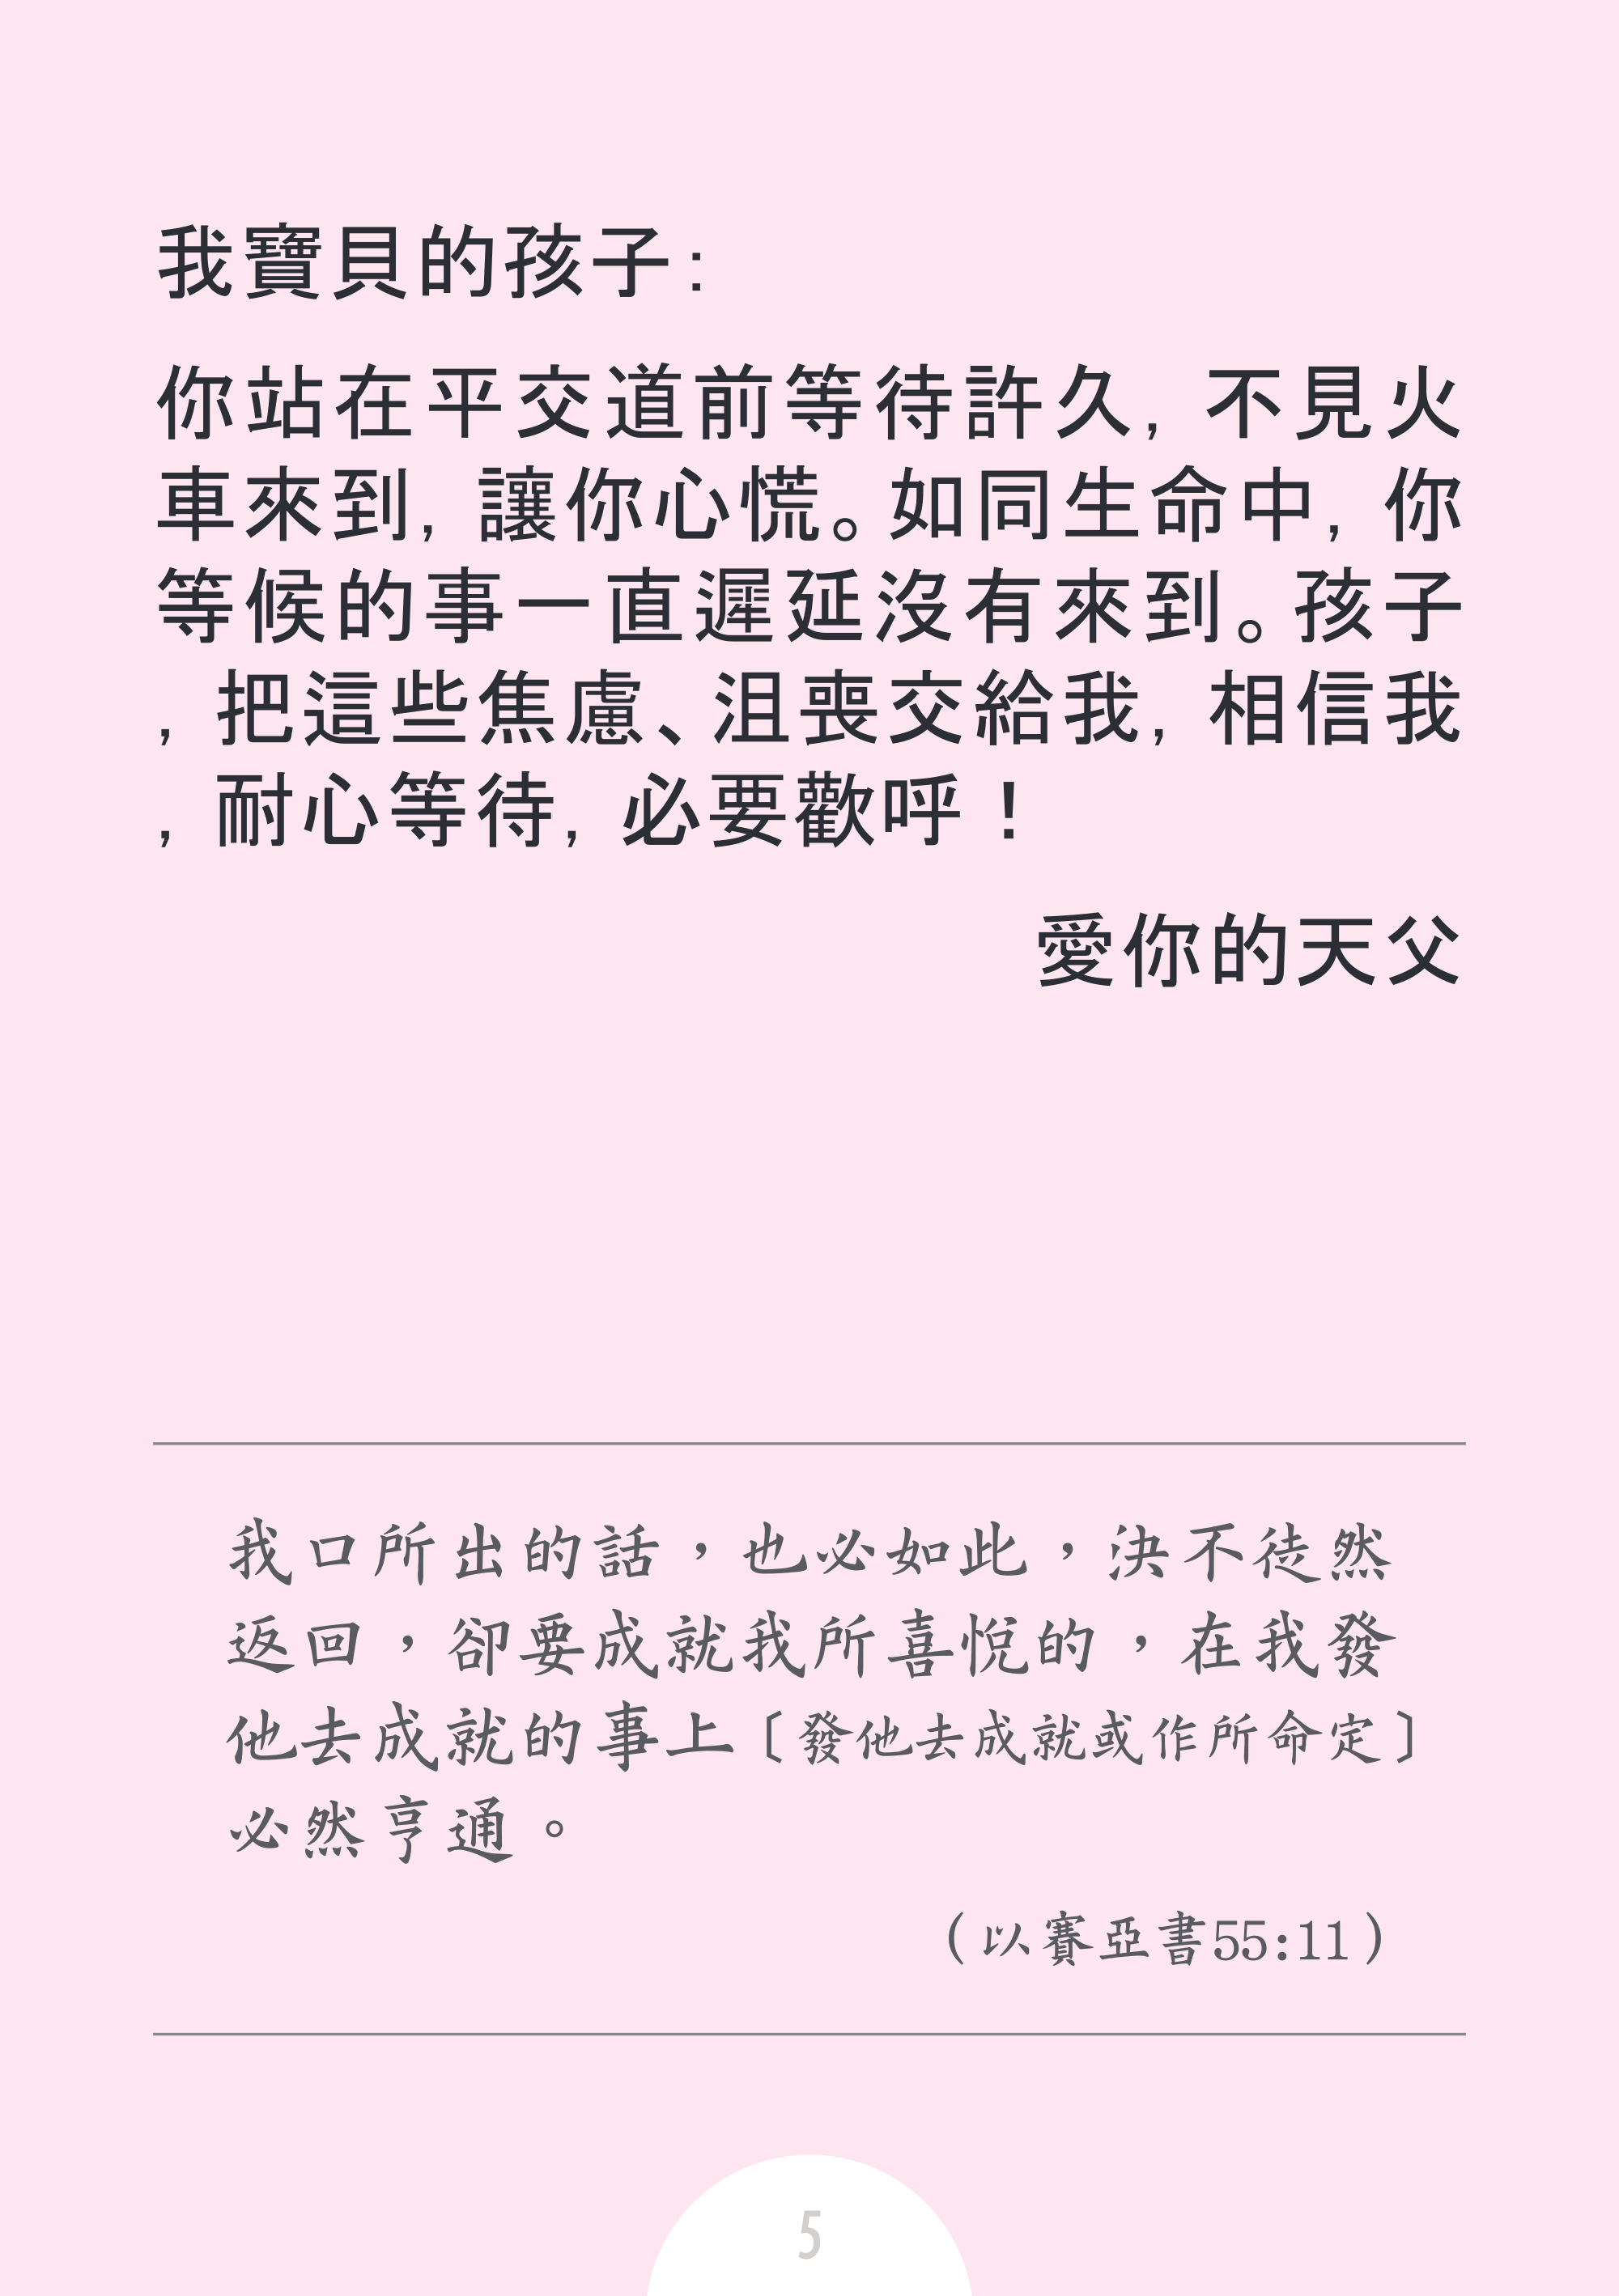 我寶貝的孩子：
你站在平交道前等待許久，不見火
車來到，讓你心慌。如同生命中，你
等候的事一直遲延沒有來到。孩子
，把這些焦慮、沮喪交給我，相信我
，耐心等待，必要歡呼！
愛你的天父
我口所出的話，也必如此，決不徒然
返回，卻要成就我所喜悅的，在我發
他去成就的事上〔發他去成就或作所命定〕
必然亨通。
（以賽亞書55:11）
5